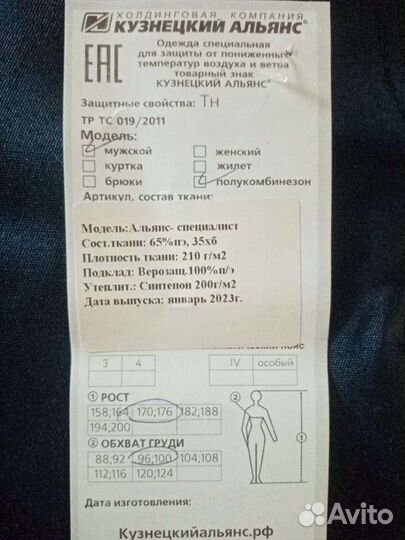 ХОЛДИНГОВАЯ КОМПАНИЯ
КУЗНЕЦКИЙ АЛЬЯНС®
Одежда специальная
для защиты от пониженных
температур воздуха и ветра
товарный знак
КУЗНЕЦКИЙ АЛЬЯНС®
EAC
Защитные свойства: Тн
ТР ТС 019/2011
Модель:
мужской женский
куртка жилет
брюки полукомбинезон
Артикул, состав ткани:
Модель:Альянс- специалист
Сост.ткани: 65%пэ, 35хб
Плотность ткани: 210 г/м2
Подклад: Верозащ.100%п/э
Утеплит.: Синтепон 200г/м2
Дата выпуска: январь 2023г.
пояс
3 4 IV особый
① РОСТ
158,164 170,176 182,188
194,200
② ОБХВАТ ГРУДИ
88;92 96;100 104;108
112;116 120;124
② ①
Дата изготовления:
Кузнецкийальянс.рф
Avito